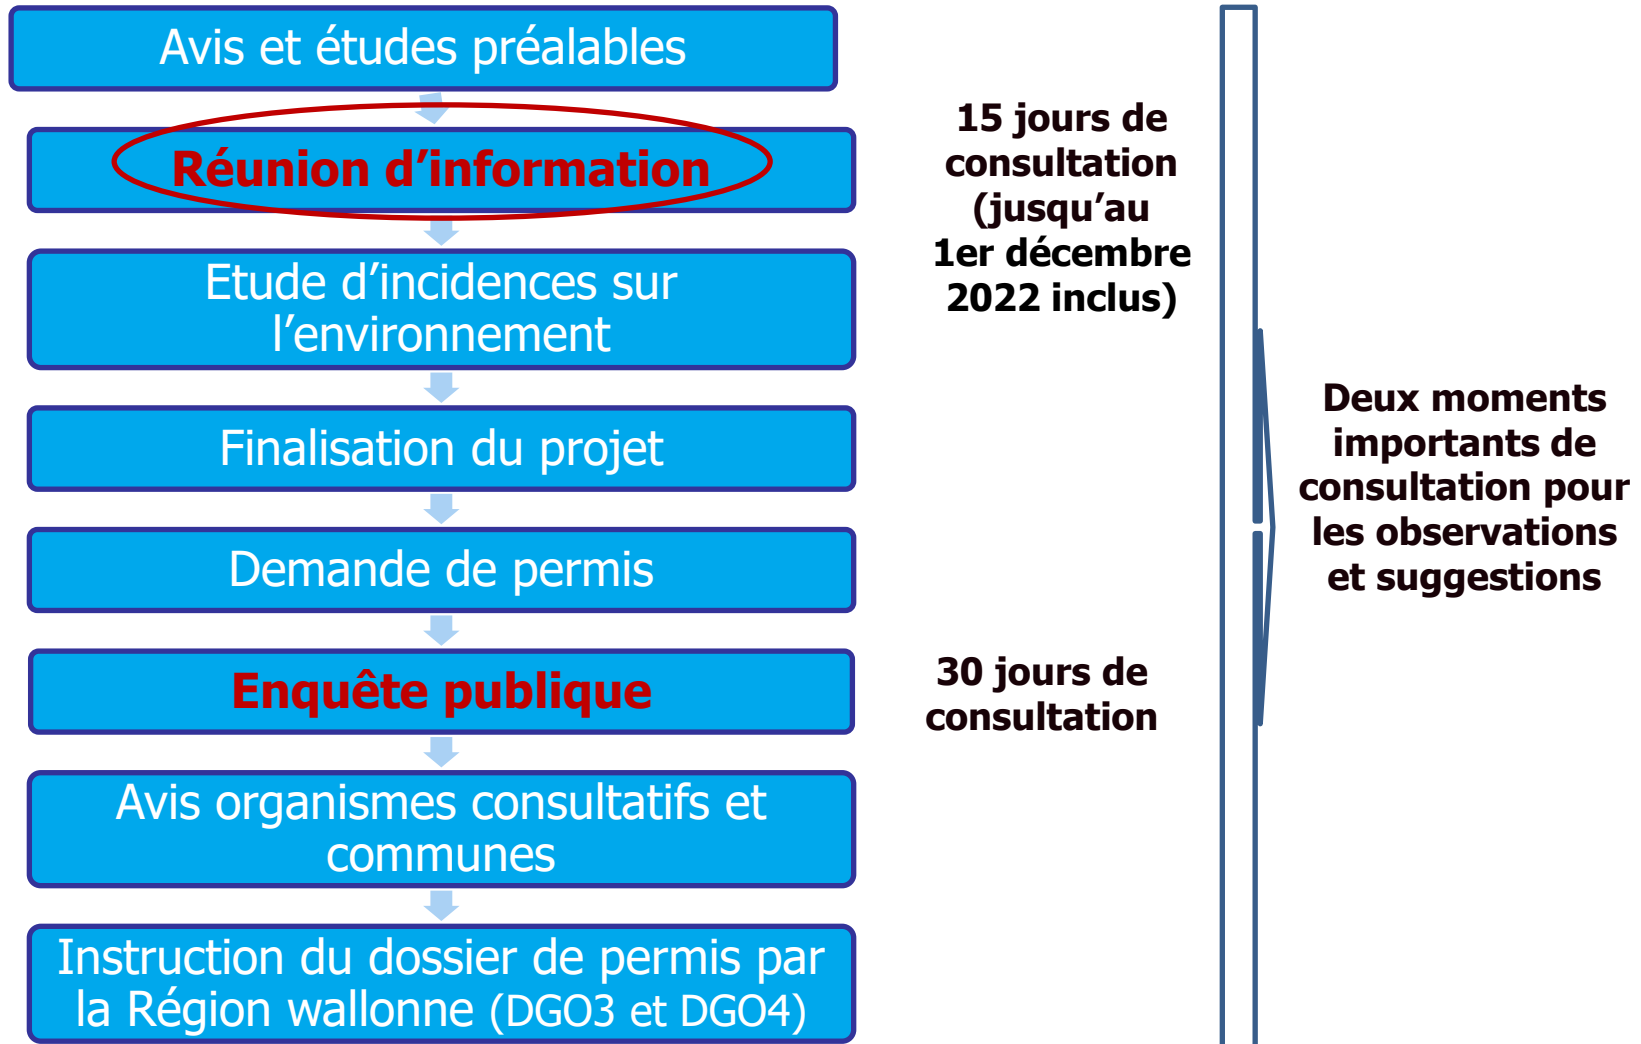 Avis et études préalables
Réunion d’information
15 jours de
consultation
(jusqu’au
1er décembre
2022 inclus)
Etude d’incidences sur
l’environnement
Finalisation du projet
Deux moments
importants de
consultation pour
les observations
et suggestions
Demande de permis
Enquête publique
30 jours de
consultation
Avis organismes consultatifs et
communes
Instruction du dossier de permis par
la Région wallonne (DGO3 et DGO4)